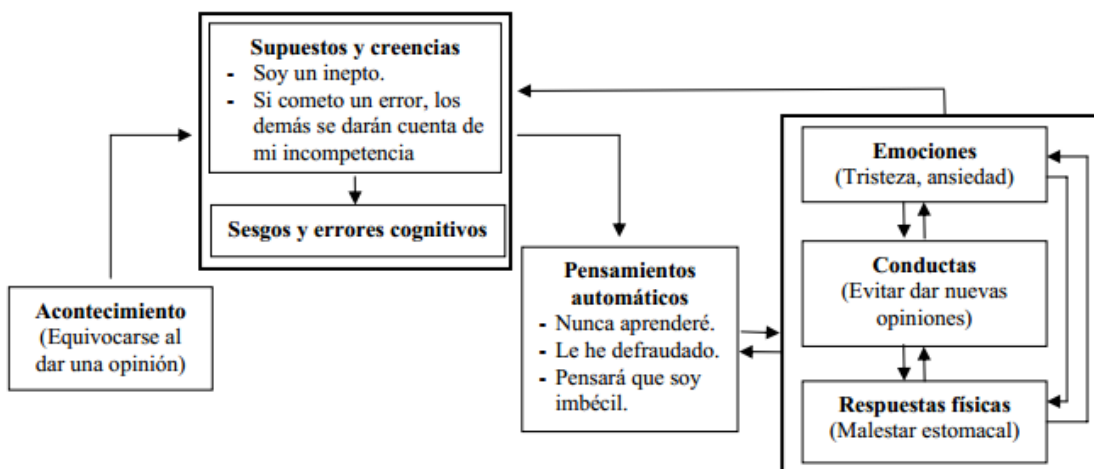 Supuestos y creencias
- Soy un inepto.
- Si cometo un error, los
demás se darán cuenta de
mi incompetencia
Sesgos y errores cognitivos
Acontecimiento
(Equivocarse al
dar una opinión)
Pensamientos
automáticos
- Nunca aprenderé.
- Le he defraudado.
- Pensará que soy
imbécil.
Emociones
(Tristeza, ansiedad)
Conductas
(Evitar dar nuevas
opiniones)
Respuestas físicas
(Malestar estomacal)